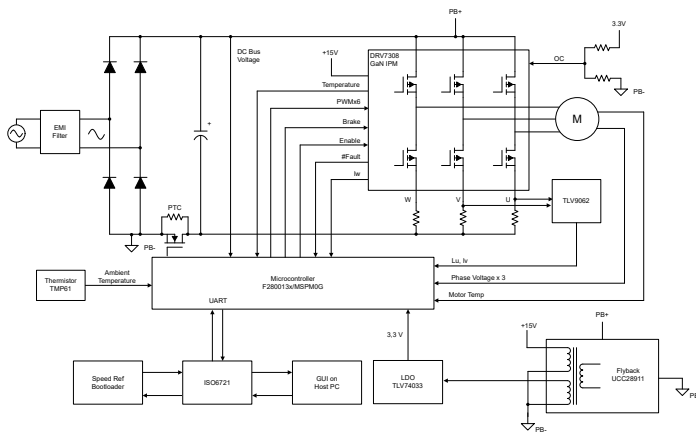 PB+
3.3V
DC Bus
Voltage
+15V
DRV7308
GaN IPM
OC
Temperature
PB-
PWMx6
EMI
Filter
Brake
M
Enable
#Fault
Iw
W
V
U
TLV9062
PTC
PB-
Lu, Iv
Thermistor
TMP61
Ambient
Temperature
Microcontroller
F280013x/MSPM0G
UART
Phase Voltage x 3
Motor Temp
3,3 V
+15V
PB+
Speed Ref
Bootloader
ISO6721
GUI on
Host PC
LDO
TLV74033
Flyback
UCC28911
PB-